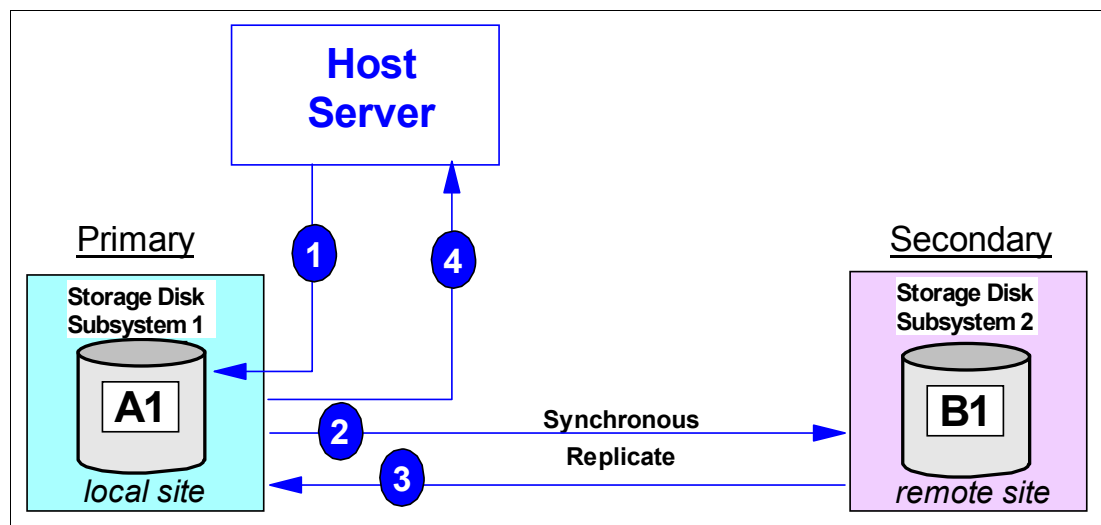 Host
Server
1
4
Primary
Secondary
Storage Disk
Subsystem 1
Storage Disk
Subsystem 2
A1
B1
2
Synchronous
Replicate
3
local site
remote site